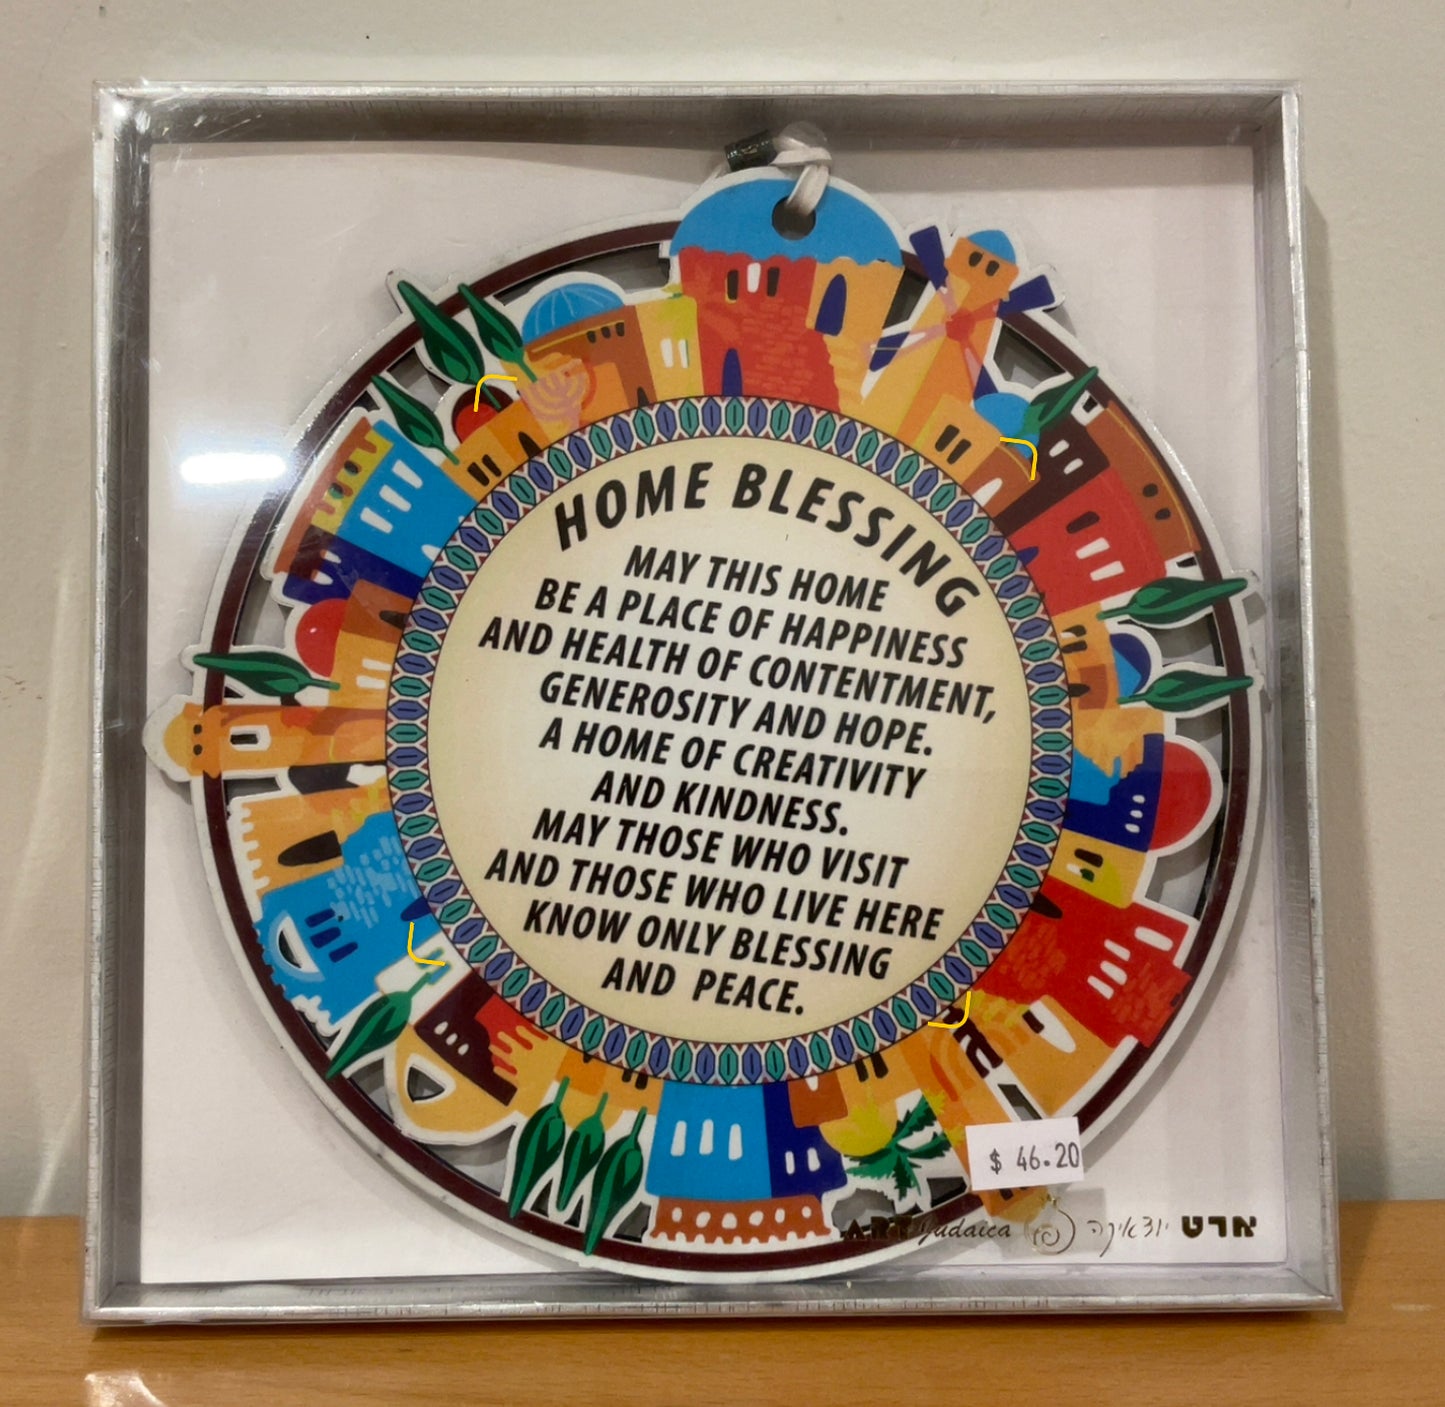 HOME BLESSING
MAY THIS HOME
BE A PLACE OF HAPPINESS
AND HEALTH OF CONTENTMENT,
GENEROSITY AND HOPE.
A HOME OF CREATIVITY
AND KINDNESS.
MAY THOSE WHO VISIT
AND THOSE WHO LIVE HERE
KNOW ONLY BLESSING
AND PEACE.
$ 46.20
ART Judaica יודאיקה ארט